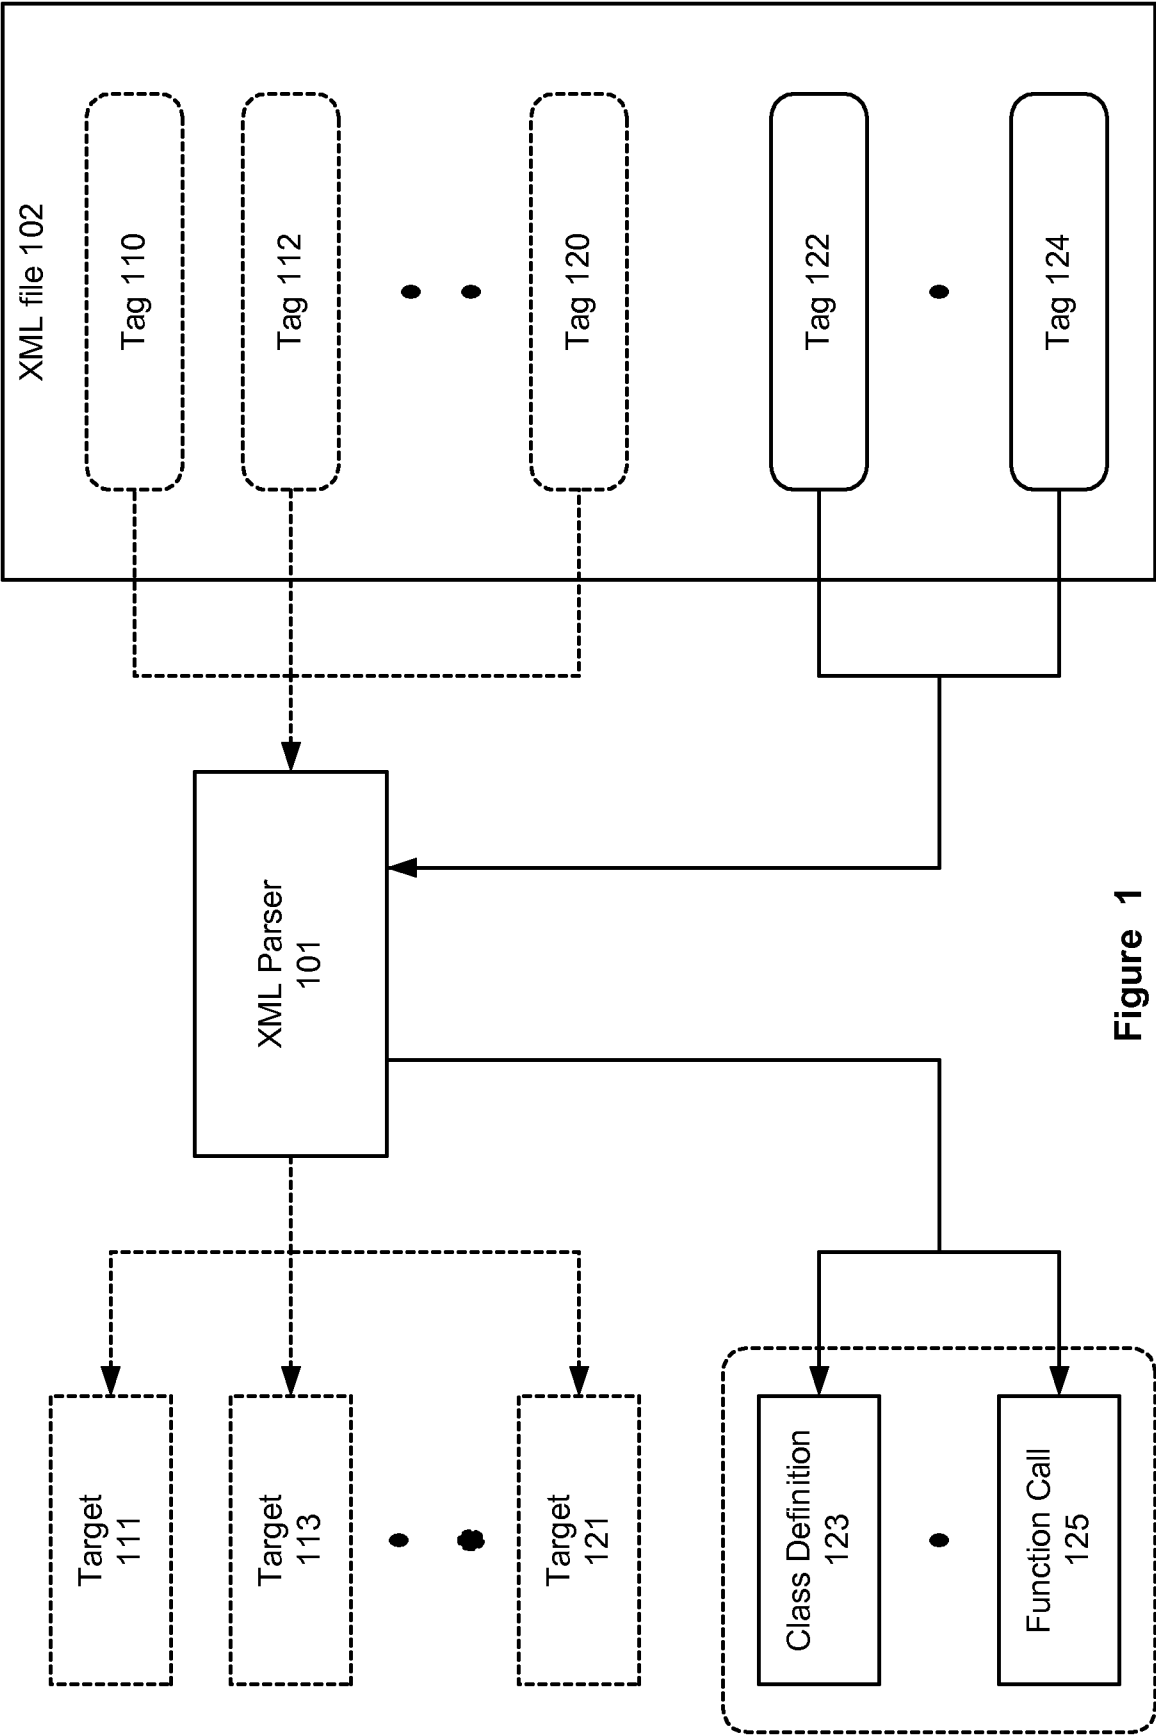 XML file 102
Tag 110
Tag 112
Tag 120
Tag 122
Tag 124
XML Parser
101
Target
111
Target
113
Target
121
Class Definition
123
Function Call
125
Figure 1